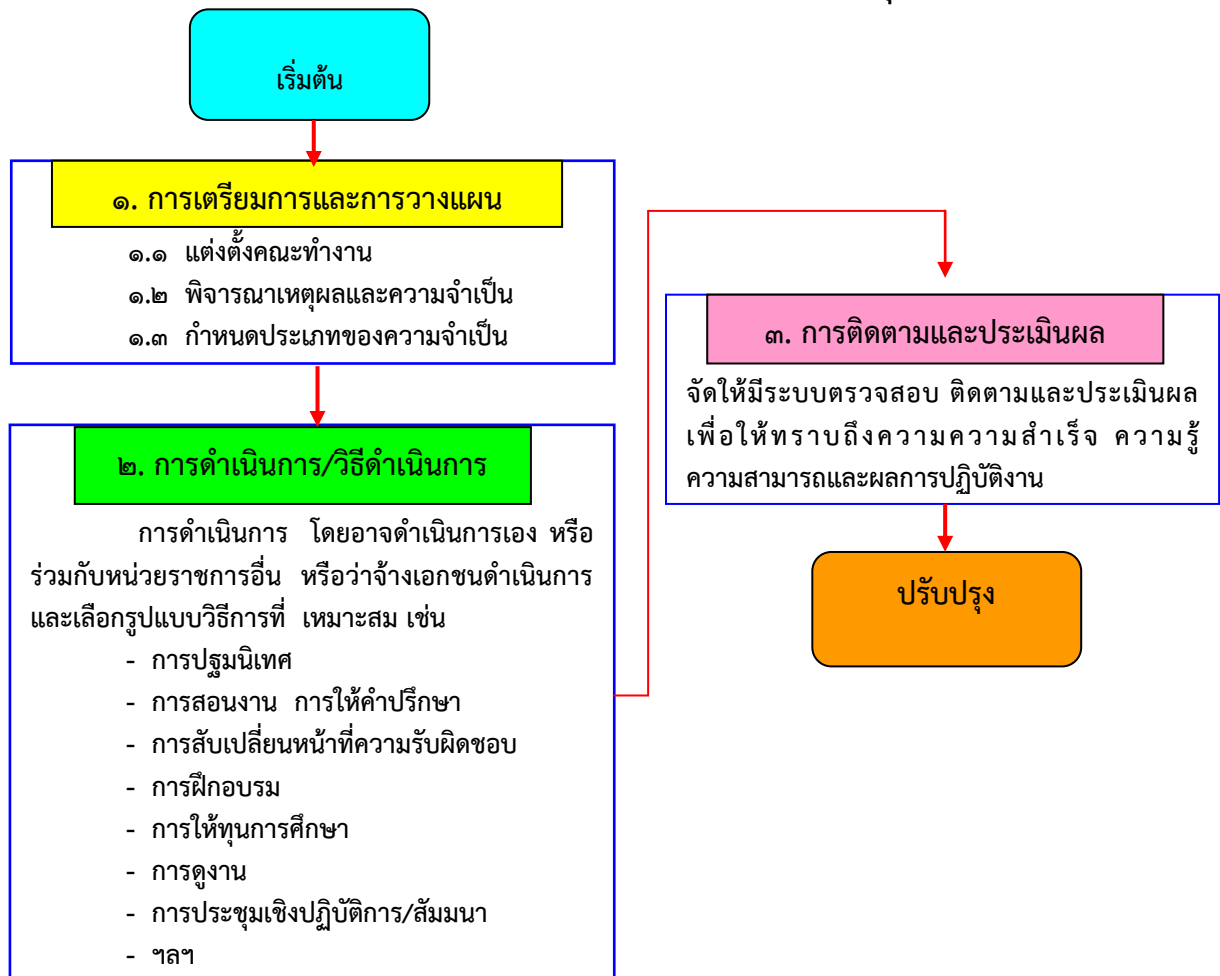 เริ่มต้น
๑. การเตรียมการและการวางแผน
๑.๑ แต่งตั้งคณะทำงาน
๑.๒ พิจารณาเหตุผลและความจำเป็น
๑.๓ กำหนดประเภทของความจำเป็น
๒. การดำเนินการ/วิธีดำเนินการ
การดำเนินการ โดยอาจดำเนินการเอง หรือ
ร่วมกับหน่วยราชการอื่น หรือว่าจ้างเอกชนดำเนินการ
และเลือกรูปแบบวิธีการที่ เหมาะสม เช่น
- การปฐมนิเทศ
- การสอนงาน การให้คำปรึกษา
- การสับเปลี่ยนหน้าที่ความรับผิดชอบ
- การฝึกอบรม
- การให้ทุนการศึกษา
- การดูงาน
- การประชุมเชิงปฏิบัติการ/สัมมนา
- ฯลฯ
๓. การติดตามและประเมินผล
จัดให้มีระบบตรวจสอบ ติดตามและประเมินผล
เพื่อให้ทราบถึงความความสำเร็จ ความรู้
ความสามารถและผลการปฏิบัติงาน
ปรับปรุง